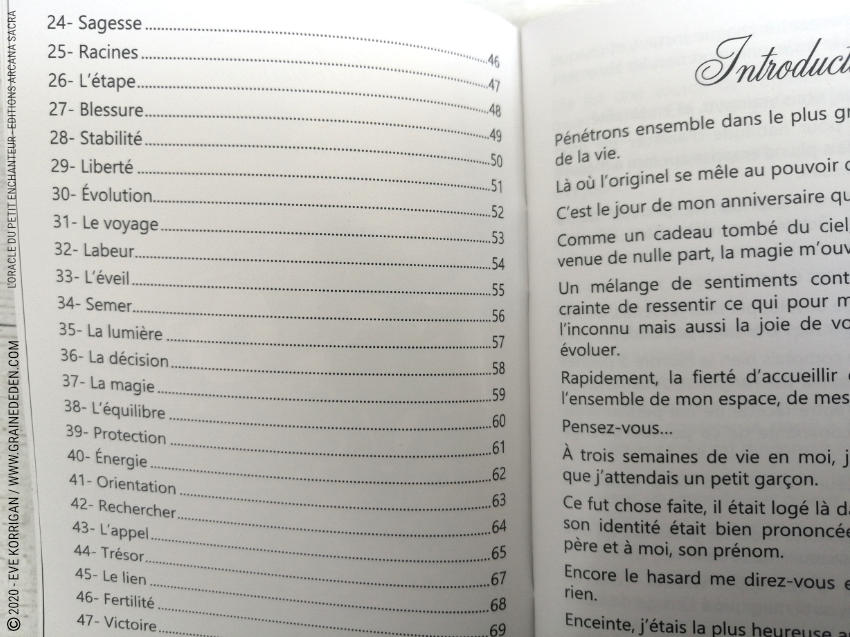 24- Sagesse ........ 46
25- Racines ........ 47
26- L'étape ........ 48
27- Blessure ........ 49
28- Stabilité ........ 50
29- Liberté ........ 51
30- Évolution ........ 52
31- Le voyage ........ 53
32- Labeur ........ 54
33- L'éveil ........ 55
34- Semer ........ 56
35- La lumière ........ 57
36- La décision ........ 58
37- La magie ........ 59
38- L'équilibre ........ 60
39- Protection ........ 61
40- Énergie ........ 62
41- Orientation ........ 63
42- Rechercher ........ 64
43- L'appel ........ 65
44- Trésor ........ 67
45- Le lien ........ 68
46- Fertilité ........ 69
47- Victoire
Introduct
Pénétrons ensemble dans le plus gr
de la vie.
Là où l'originel se mêle au pouvoir
C'est le jour de mon anniversaire qu
Comme un cadeau tombé du ciel
venue de nulle part, la magie m'ouv
Un mélange de sentiments cont
crainte de ressentir ce qui pour m
l'inconnu mais aussi la joie de vo
évoluer.
Rapidement, la fierté d'accueillir
l'ensemble de mon espace, de mes
Pensez-vous...
À trois semaines de vie en moi, j
que j'attendais un petit garçon.
Ce fut chose faite, il était logé là d
son identité était bien prononcée
père et à moi, son prénom.
Encore le hasard me direz-vous e
rien.
Enceinte, j'étais la plus heureuse a
© 2020 - EVE KORRIGAN / WWW.GRAINEDEDEN.COM L'ORACLE DU PETIT ENCHANTEUR - EDITIONS ARCANA SACRA